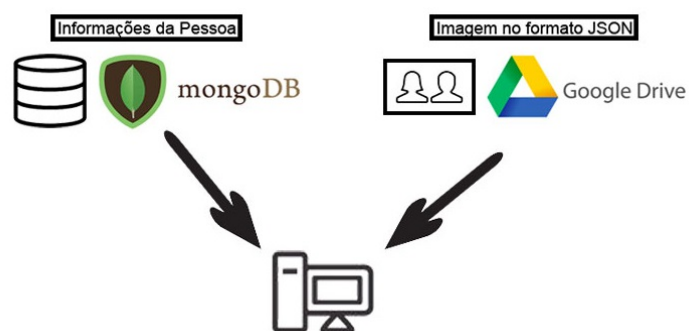 Informações da Pessoa
Imagem no formato JSON
mongoDB
Google Drive